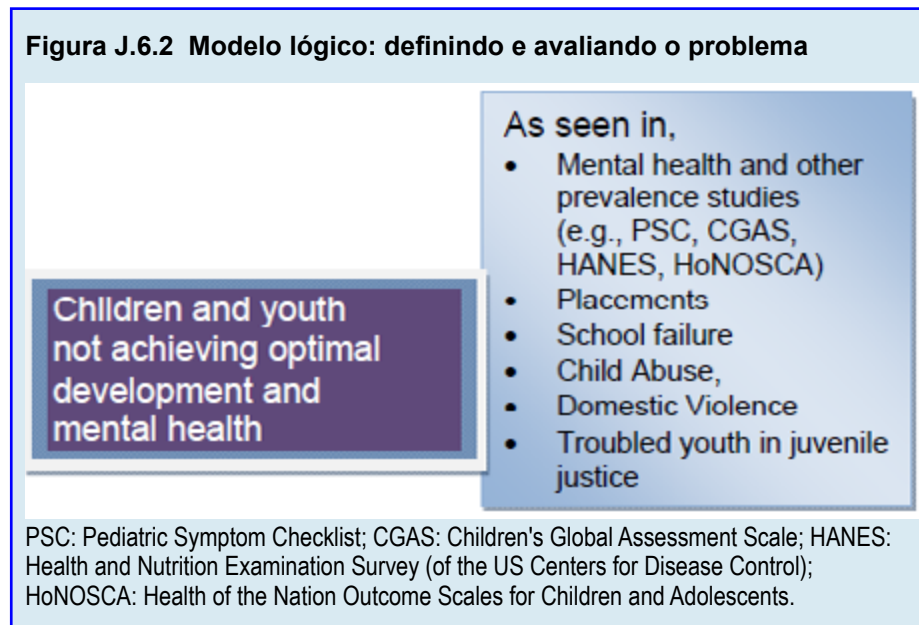 Figura J.6.2 Modelo lógico: definindo e avaliando o problema
Children and youth
not achieving optimal
development and
mental health
As seen in,
• Mental health and other
prevalence studies
(e.g., PSC, CGAS,
HANES, HoNOSCA)
• Placements
• School failure
• Child Abuse,
• Domestic Violence
• Troubled youth in juvenile
justice
PSC: Pediatric Symptom Checklist; CGAS: Children's Global Assessment Scale; HANES:
Health and Nutrition Examination Survey (of the US Centers for Disease Control);
HoNOSCA: Health of the Nation Outcome Scales for Children and Adolescents.